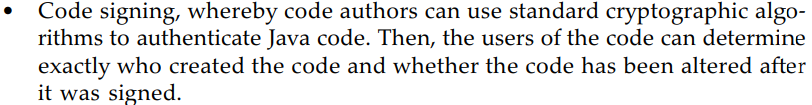 • Code signing, whereby code authors can use standard cryptographic algo-
rithms to authenticate Java code. Then, the users of the code can determine
exactly who created the code and whether the code has been altered after
it was signed.